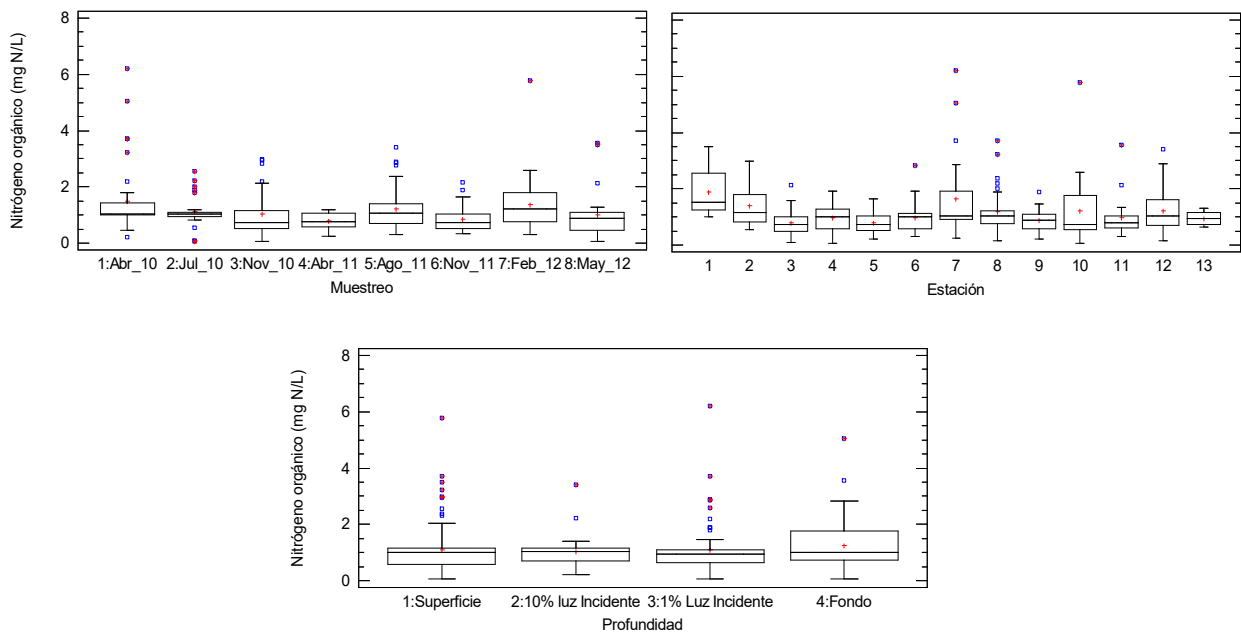 Nitrógeno orgánico (mg N/L)
8
6
4
2
0
1:Abr_10 2:Jul_10 3:Nov_10 4:Abr_11 5:Ago_11 6:Nov_11 7:Feb_12 8:May_12
Muestreo
1 2 3 4 5 6 7 8 9 10 11 12 13
Estación
Nitrógeno orgánico (mg N/L)
8
6
4
2
0
1:Superficie 2:10% luz Incidente 3:1% Luz Incidente 4:Fondo
Profundidad